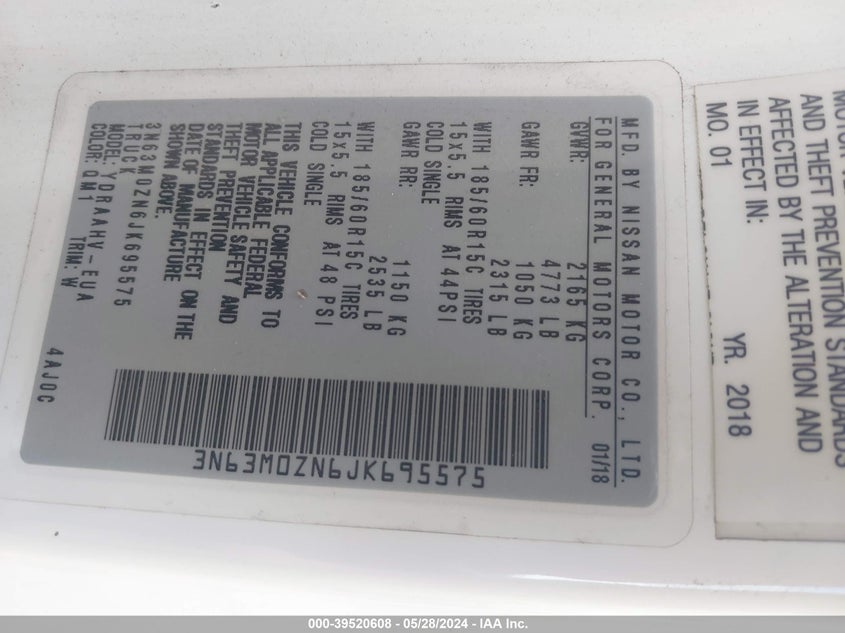 MFD. BY NISSAN MOTOR CO., LTD.
FOR GENERAL MOTORS CORP. 01/18
GVWR: 2165 KG
4773 LB
GAWR FR: 1050 KG
2315 LB
WITH 185/60R15C TIRES
15x5.5 RIMS AT 44PSI
COLD SINGLE
GAWR RR: 1150 KG
2535 LB
WITH 185/60R15C TIRES
15x5.5 RIMS AT 48 PSI
COLD SINGLE
THIS VEHICLE CONFORMS TO
ALL APPLICABLE FEDERAL
MOTOR VEHICLE SAFETY AND
THEFT PREVENTION
STANDARDS IN EFFECT ON THE
DATE OF MANUFACTURE
SHOWN ABOVE.
3N63M0ZN6JK695575
TRUCK
MODEL: YDRAAHV-EUA
COLOR: QM1 TRIM: W
4AJ0C
3N63M0ZN6JK695575
AND THEFT PREVENTION STANDARDS
AFFECTED BY THE ALTERATION AND
IN EFFECT IN:
MO. 01 YR. 2018
000-39520608 - 05/28/2024 - IAA Inc.